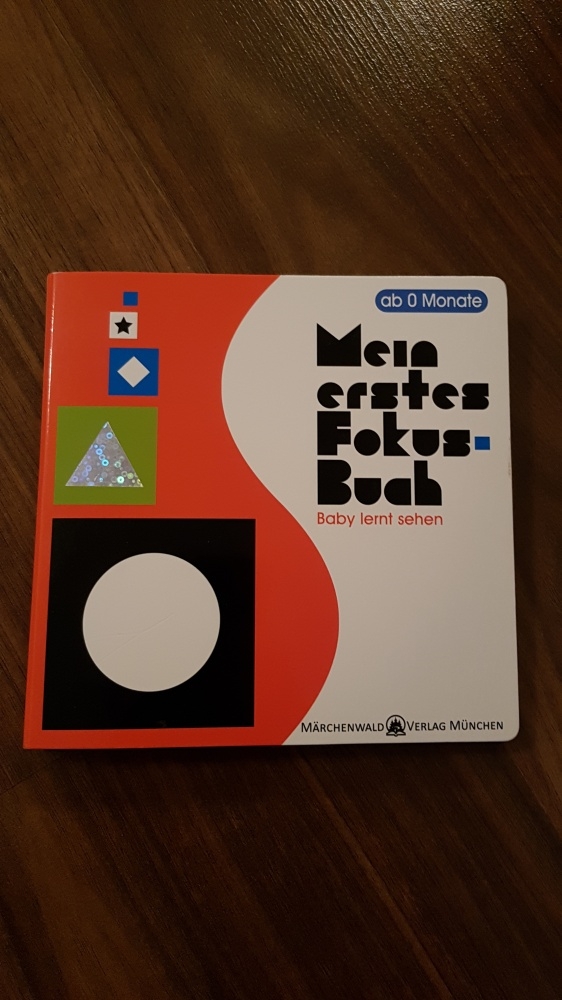 ab 0 Monate
Mein
erstes
Fokus-
Buch
Baby lernt sehen
MÄRCHENWALD VERLAG MÜNCHEN